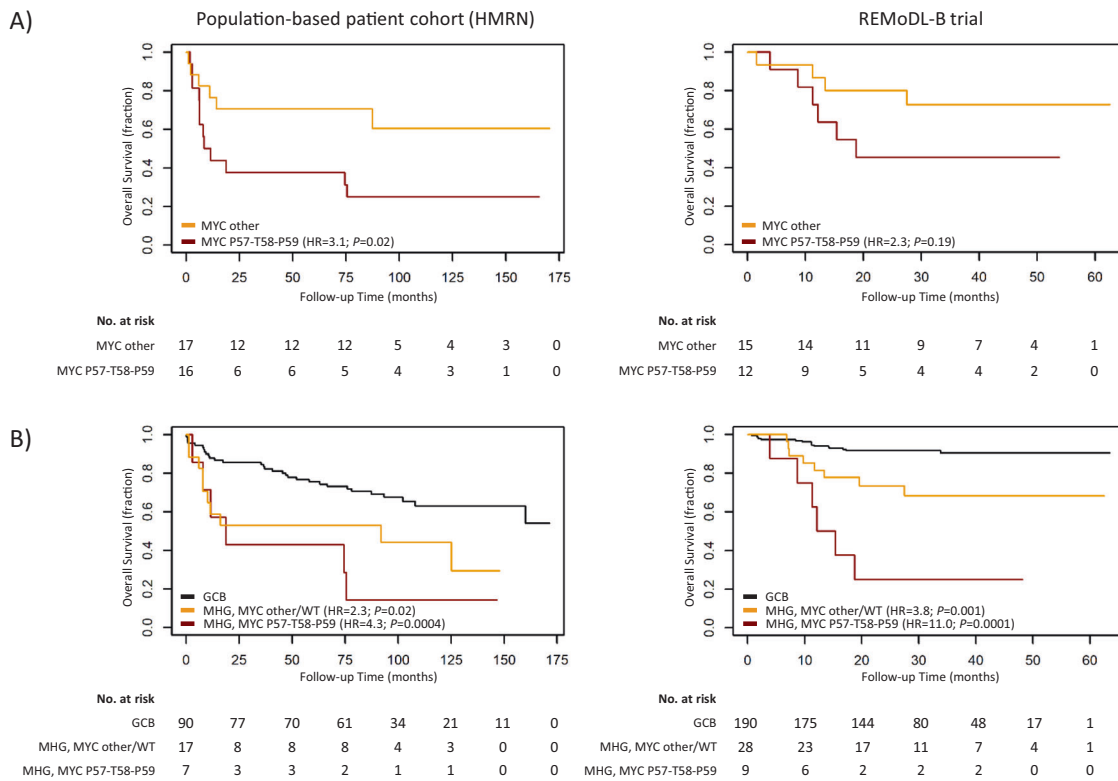 A)
Population-based patient cohort (HMRN)
REMoDL-B trial
Overall Survival (fraction)
1.0
0.8
0.6
0.4
0.2
0.0
MYC other
MYC P57-T58-P59 (HR=3.1; P=0.02)
0 25 50 75 100 125 150 175
Follow-up Time (months)
No. at risk
MYC other 17 12 12 12 5 4 3 0
MYC P57-T58-P59 16 6 6 5 4 3 1 0
Overall Survival (fraction)
1.0
0.8
0.6
0.4
0.2
0.0
MYC other
MYC P57-T58-P59 (HR=2.3; P=0.19)
0 10 20 30 40 50 60
Follow-up Time (months)
No. at risk
MYC other 15 14 11 9 7 4 1
MYC P57-T58-P59 12 9 5 4 4 2 0
B)
Overall Survival (fraction)
1.0
0.8
0.6
0.4
0.2
0.0
GCB
MHG, MYC other/WT (HR=2.3; P=0.02)
MHG, MYC P57-T58-P59 (HR=4.3; P=0.0004)
0 25 50 75 100 125 150 175
Follow-up Time (months)
No. at risk
GCB 90 77 70 61 34 21 11 0
MHG, MYC other/WT 17 8 8 8 4 3 0 0
MHG, MYC P57-T58-P59 7 3 3 2 1 1 0 0
Overall Survival (fraction)
1.0
0.8
0.6
0.4
0.2
0.0
GCB
MHG, MYC other/WT (HR=3.8; P=0.001)
MHG, MYC P57-T58-P59 (HR=11.0; P=0.0001)
0 10 20 30 40 50 60
Follow-up Time (months)
No. at risk
GCB 190 175 144 80 48 17 1
MHG, MYC other/WT 28 23 17 11 7 4 1
MHG, MYC P57-T58-P59 9 6 2 2 2 0 0